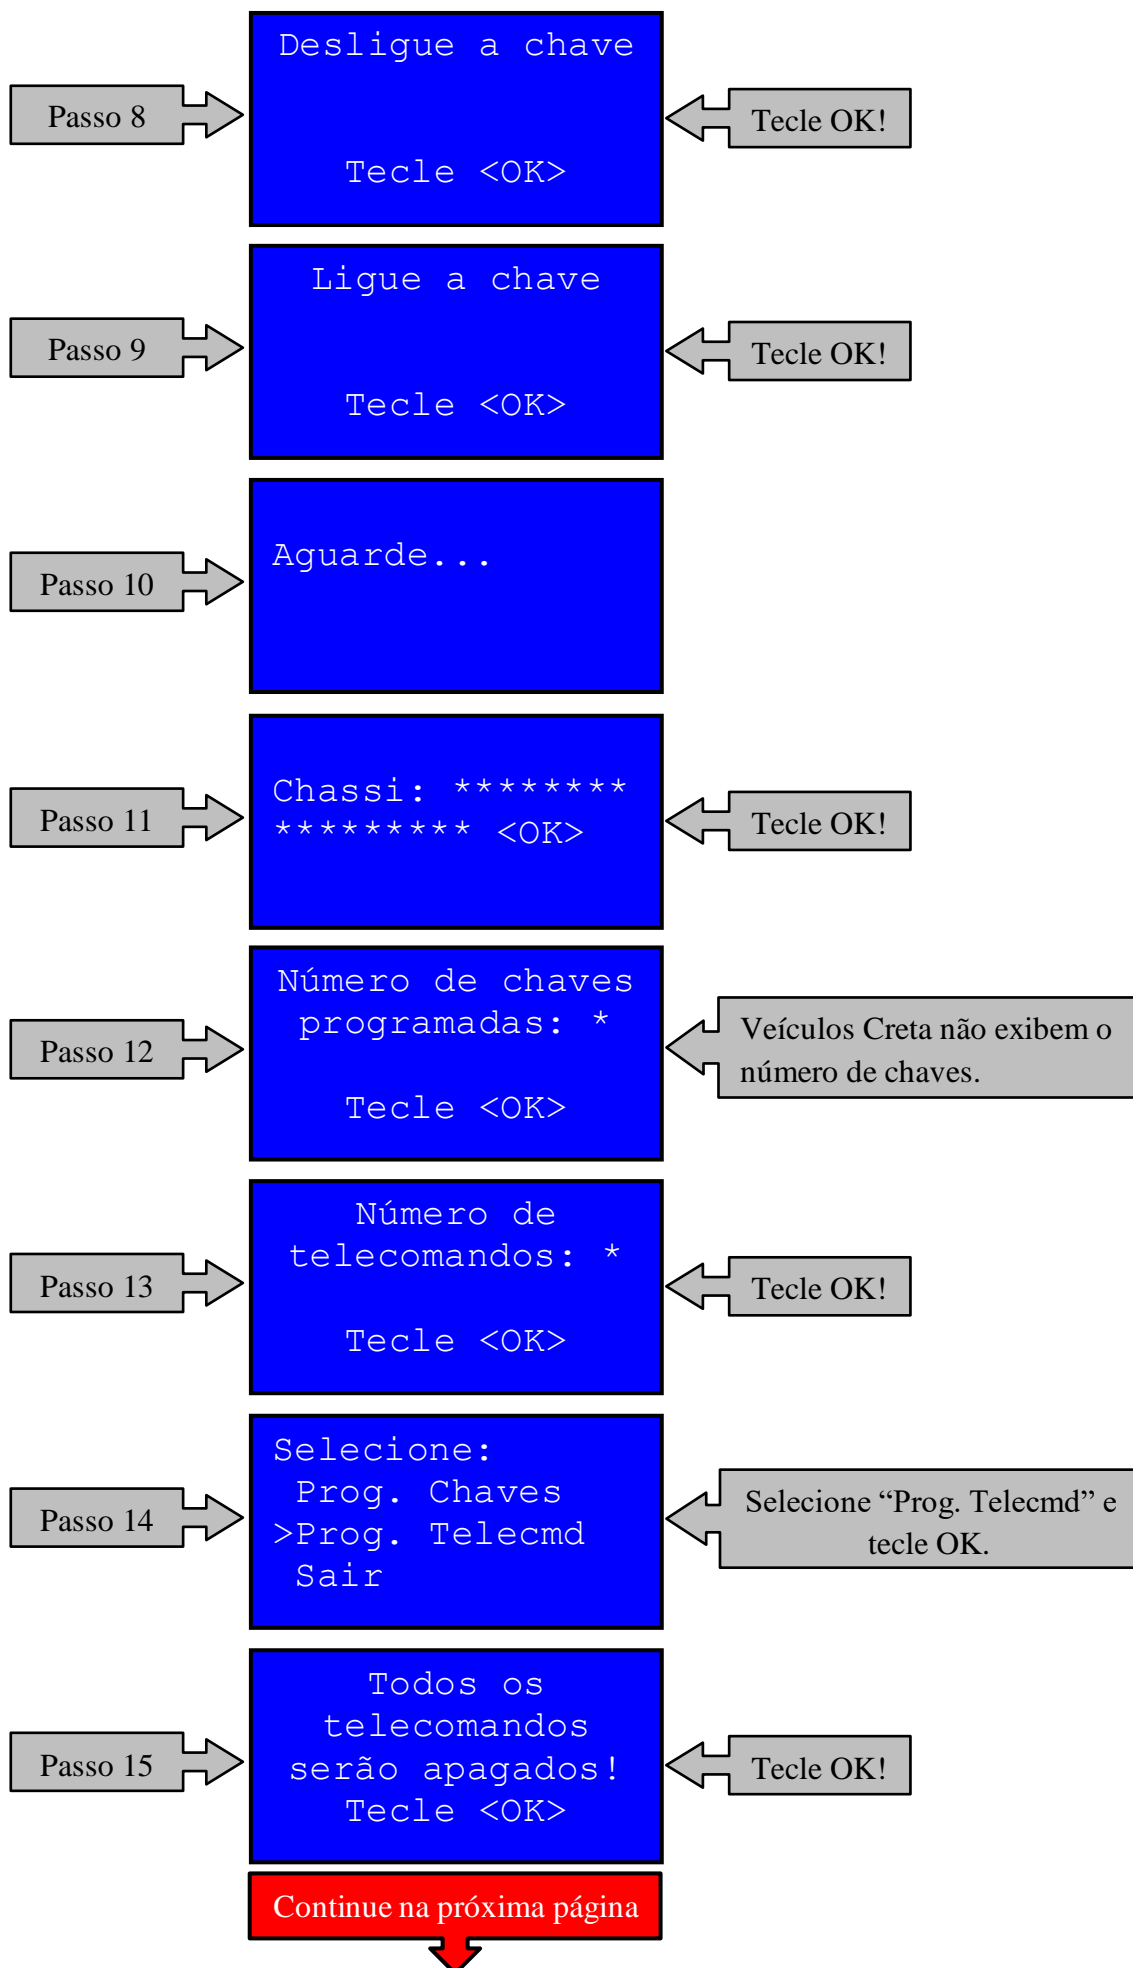 Desligue a chave
Passo 8
Tecle OK!
Tecle <OK>
Ligue a chave
Passo 9
Tecle OK!
Tecle <OK>
Aguarde...
Passo 10
Chassi: ********
Passo 11
Tecle OK!
********* <OK>
Número de chaves
programadas: *
Passo 12
Veículos Creta não exibem o
número de chaves.
Tecle <OK>
Número de
telecomandos: *
Passo 13
Tecle OK!
Tecle <OK>
Selecione:
Prog. Chaves
Passo 14
>Prog. Telecmd
Sair
Selecione “Prog. Telecmd” e
tecle OK.
Todos os
telecomandos
Passo 15
serão apagados!
Tecle <OK>
Tecle OK!
Continue na próxima página